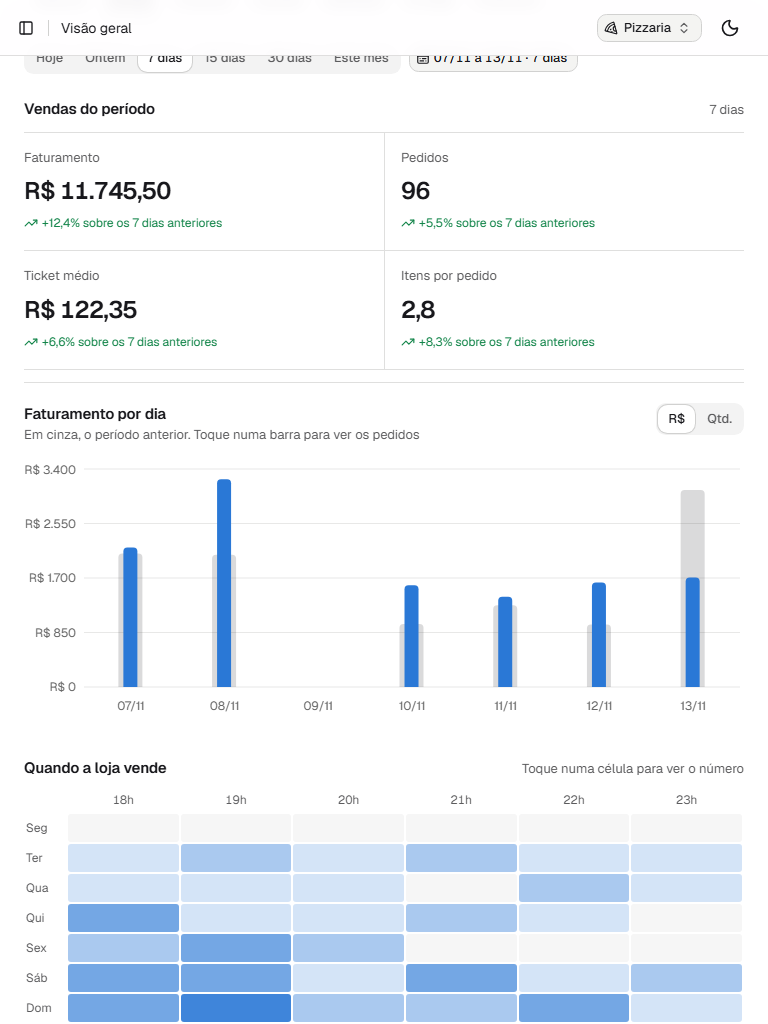 Visão geral
Pizzaria
Hoje Ontem 7 dias 15 dias 30 dias Este mês 07/11 a 13/11 · 7 dias
Vendas do período
7 dias
Faturamento
R$ 11.745,50
+12,4% sobre os 7 dias anteriores
Pedidos
96
+5,5% sobre os 7 dias anteriores
Ticket médio
R$ 122,35
+6,6% sobre os 7 dias anteriores
Itens por pedido
2,8
+8,3% sobre os 7 dias anteriores
Faturamento por dia
Em cinza, o período anterior. Toque numa barra para ver os pedidos
R$ Qtd.
R$ 3.400
R$ 2.550
R$ 1.700
R$ 850
R$ 0
07/11 08/11 09/11 10/11 11/11 12/11 13/11
Quando a loja vende
Toque numa célula para ver o número
18h 19h 20h 21h 22h 23h
Seg
Ter
Qua
Qui
Sex
Sáb
Dom